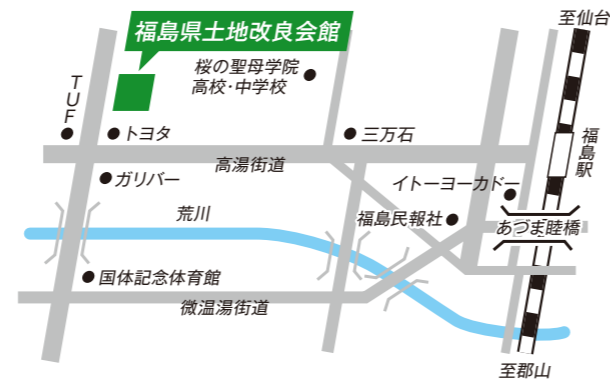 至仙台
福島県土地改良会館
桜の聖母学院
高校・中学校
TUF
トヨタ
三万石
福島駅
高湯街道
ガリバー
イトーヨーカドー
荒川
福島民報社
あづま陸橋
国体記念体育館
微温湯街道
至郡山